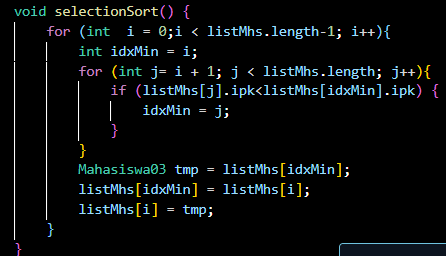 void selectionSort() {
    for (int  i = 0;i < listMhs.length-1; i++){
        int idxMin = i;
        for (int j= i + 1; j < listMhs.length; j++){
            if (listMhs[j].ipk<listMhs[idxMin].ipk) {
                idxMin = j;
            }
        }
        Mahasiswa03 tmp = listMhs[idxMin];
        listMhs[idxMin] = listMhs[i];
        listMhs[i] = tmp;
    }
}